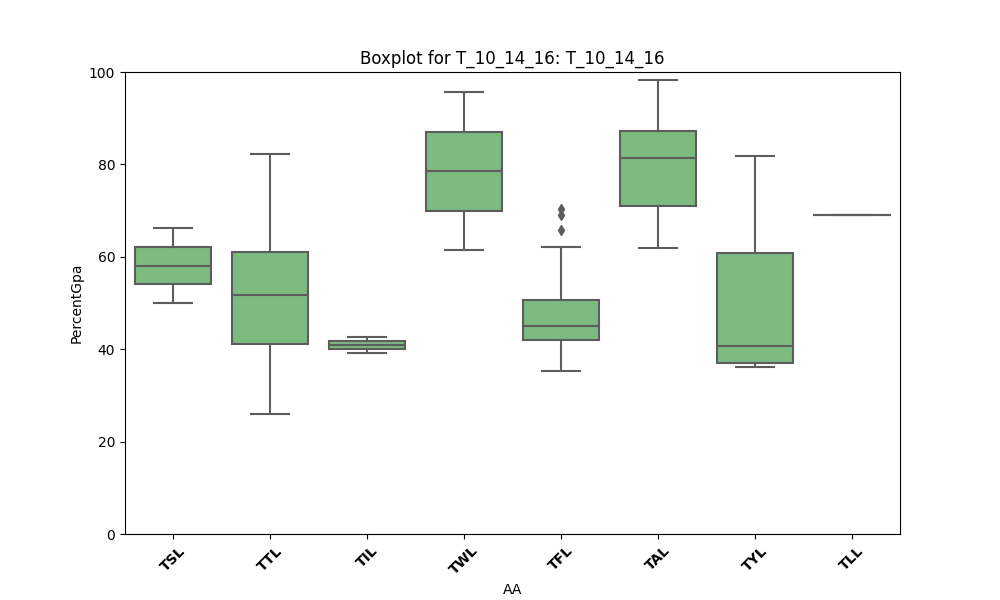 Boxplot for T_10_14_16: T_10_14_16
100
80
60
40
20
0
PercentGpa
TSL TTL TIL TWL TFL TAL TYL TLL
AA